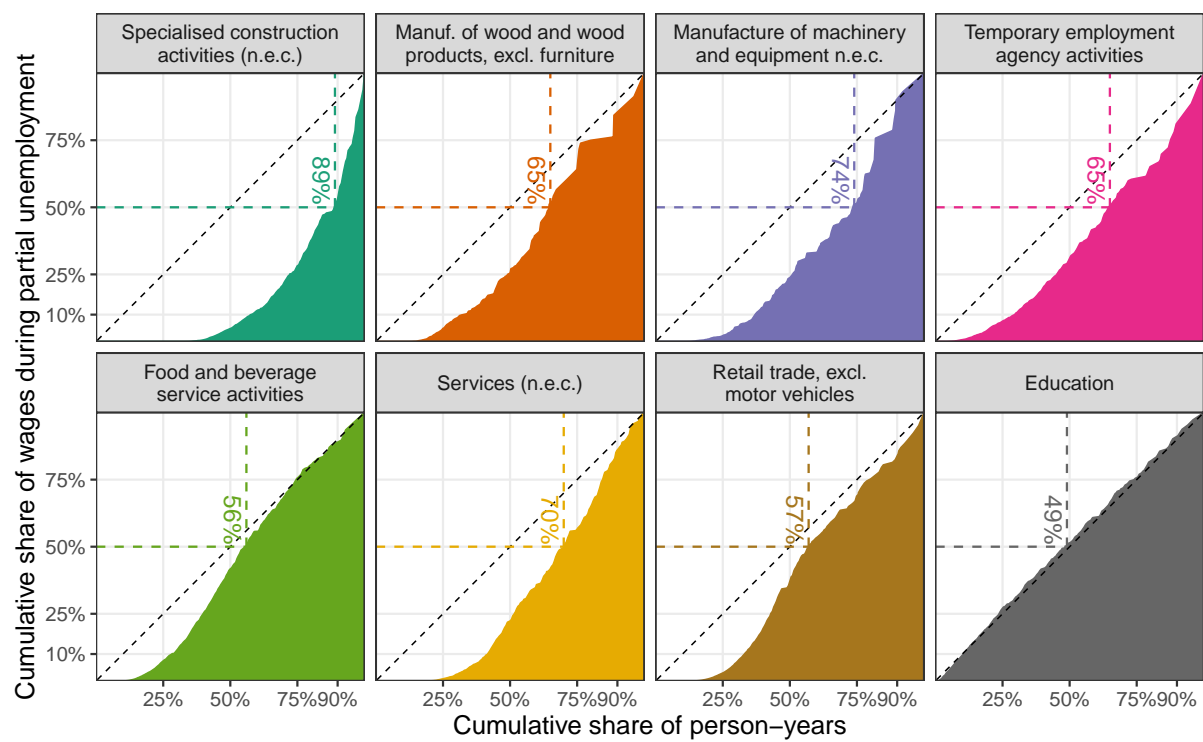 Cumulative share of wages during partial unemployment
Specialised construction
activities (n.e.c.)
Manuf. of wood and wood
products, excl. furniture
Manufacture of machinery
and equipment n.e.c.
Temporary employment
agency activities
75%
50%
25%
10%
89%
65%
74%
65%
Food and beverage
service activities
Services (n.e.c.)
Retail trade, excl.
motor vehicles
Education
75%
50%
25%
10%
56%
70%
57%
49%
25% 50% 75% 90%
25% 50% 75% 90%
25% 50% 75% 90%
25% 50% 75% 90%
Cumulative share of person−years